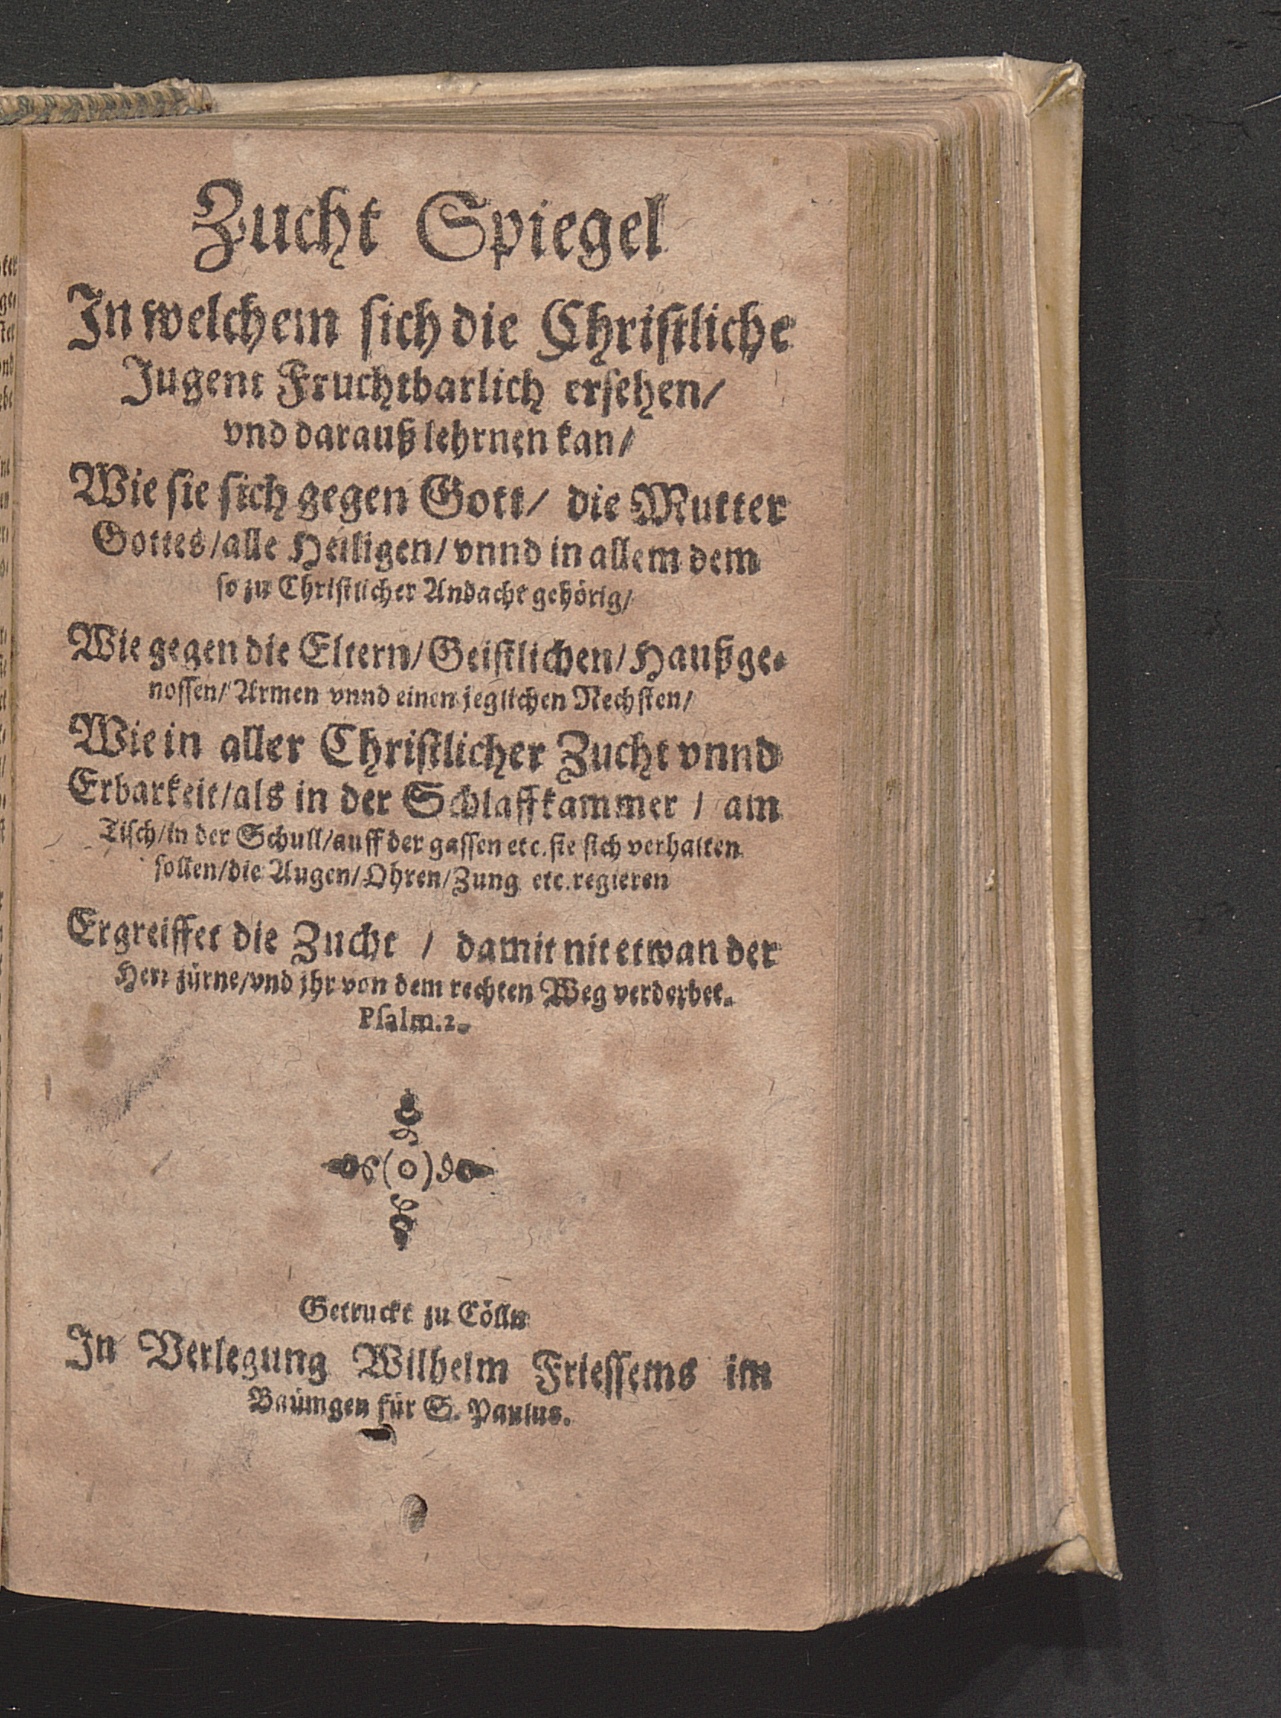 Zucht Spiegel
In welchem sich die Christliche
Jugent Fruchtbarlich ersehen/
vnd darauß lehrnen kan/
Wie sie sich gegen Gott/ die Mutter
Gottes/alle Heiligen/ vnnd in allem dem
so zu Christlicher Andacht gehörig/
Wie gegen die Eltern/Geistlichen/Haußge-
nossen/Armen vnnd einen jeglichen Nechsten/
Wie in aller Christlicher Zucht vnnd
Erbarkeit/als in der Schlaffkammer / am
Tisch/in der Schull/auff der gassen etc. sie sich verhalten
sollen/die Augen/Ohren/Zung etc. regieren
Ergreiffet die Zucht / damit nit etwan der
Herr zürne/vnd jhr von dem rechten Weg verderbet.
Psalm. 2.
(o)
Getruckt zu Cölln
In Verlegung Wilhelm Friessems im
Baümgen für S. Paulus.